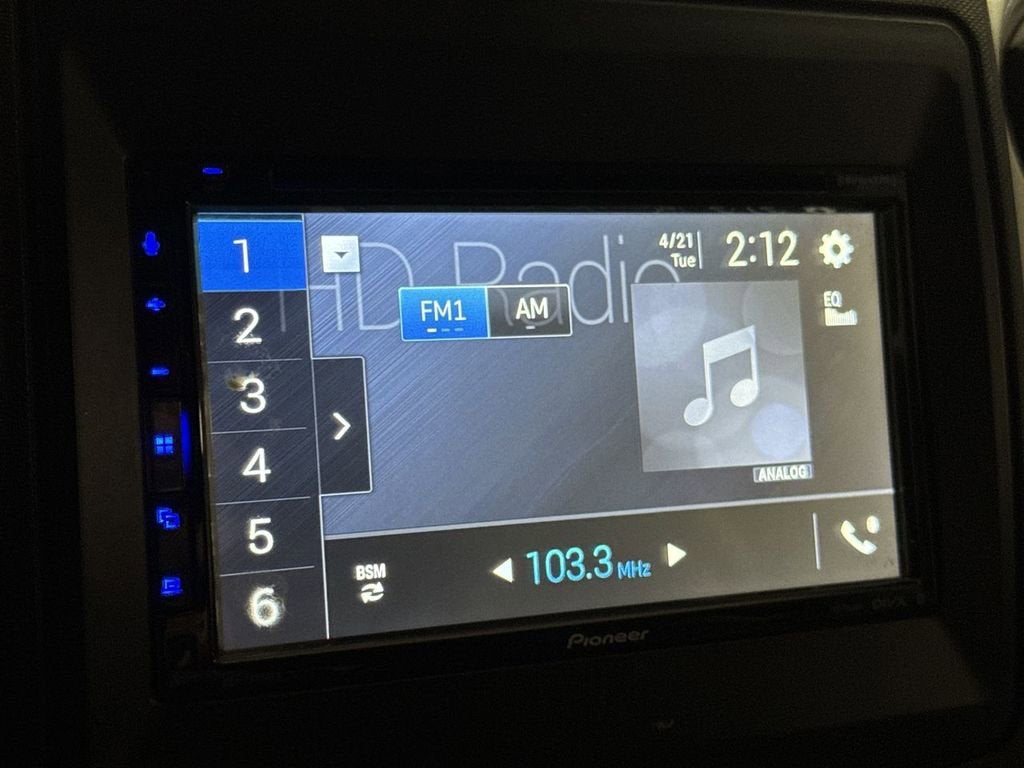 HD Radio
4/21
Tue
2:12
1
2
3
4
5
6
FM1
AM
EQ
ANALOG
BSM
103.3 MHz
Pioneer